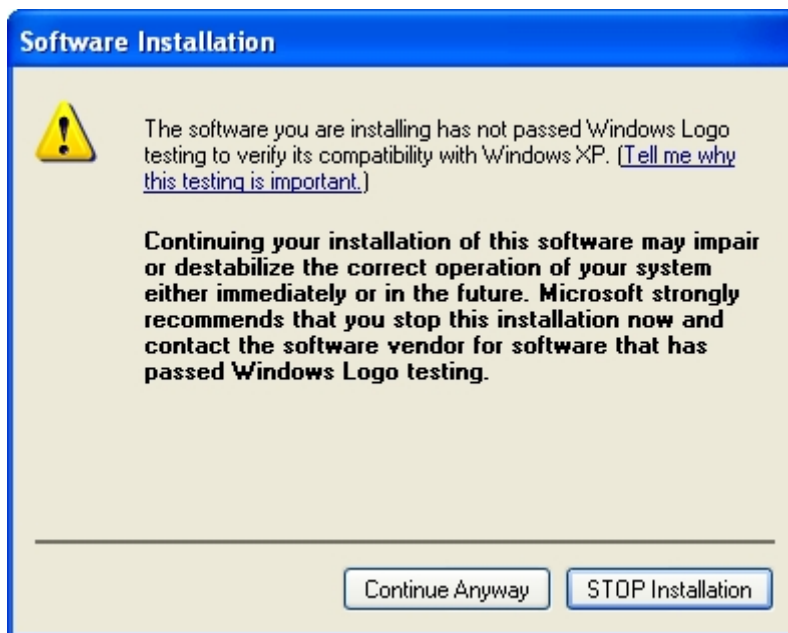 Software Installation
The software you are installing has not passed Windows Logo
testing to verify its compatibility with Windows XP. (Tell me why
this testing is important.)
Continuing your installation of this software may impair
or destabilize the correct operation of your system
either immediately or in the future. Microsoft strongly
recommends that you stop this installation now and
contact the software vendor for software that has
passed Windows Logo testing.
Continue Anyway
STOP Installation